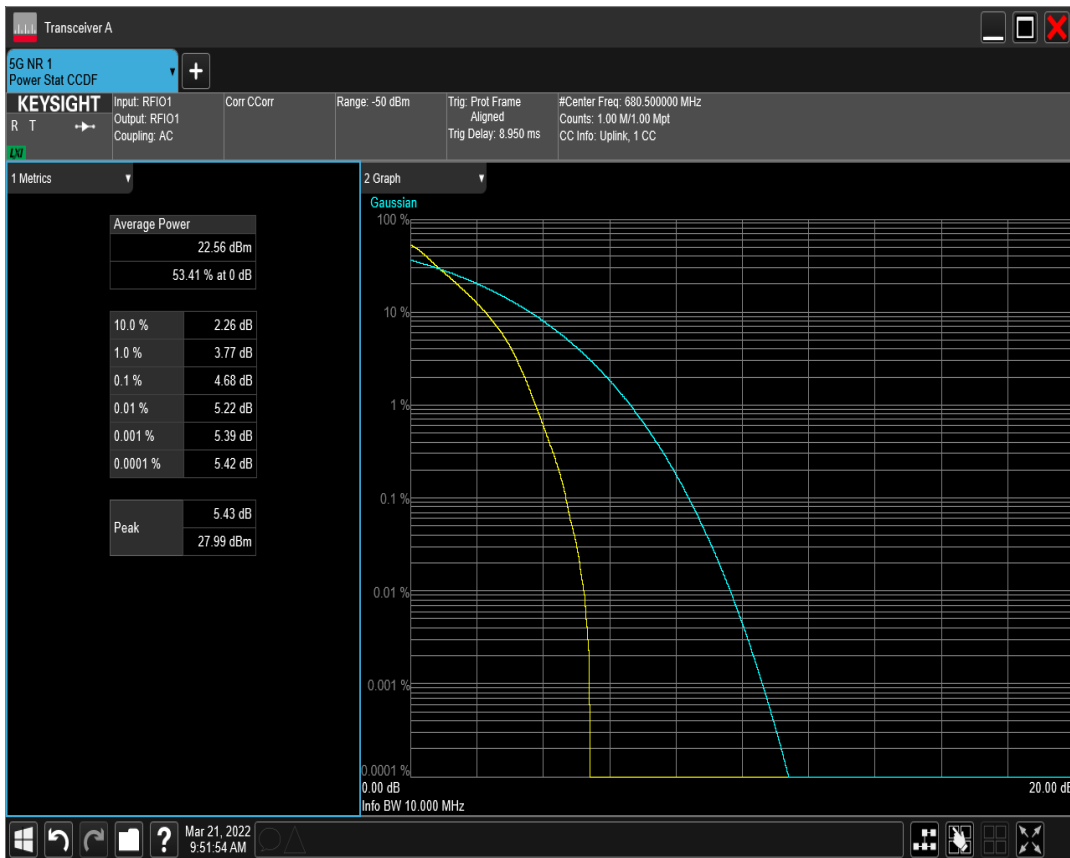 Transceiver A
5G NR 1
Power Stat CCDF
KEYSIGHT
R T
LXI
Input: RFIO1
Output: RFIO1
Coupling: AC
Corr CCorr
Range: -50 dBm
Trig: Prot Frame
Aligned
Trig Delay: 8.950 ms
#Center Freq: 680.500000 MHz
Counts: 1.00 M/1.00 Mpt
CC Info: Uplink, 1 CC
1 Metrics
Average Power
22.56 dBm
53.41 % at 0 dB
10.0 % 2.26 dB
1.0 % 3.77 dB
0.1 % 4.68 dB
0.01 % 5.22 dB
0.001 % 5.39 dB
0.0001 % 5.42 dB
Peak
5.43 dB
27.99 dBm
2 Graph
Gaussian
100 %
10 %
1 %
0.1 %
0.01 %
0.001 %
0.0001 %
0.00 dB 20.00 dB
Info BW 10.000 MHz
?
Mar 21, 2022
9:51:54 AM